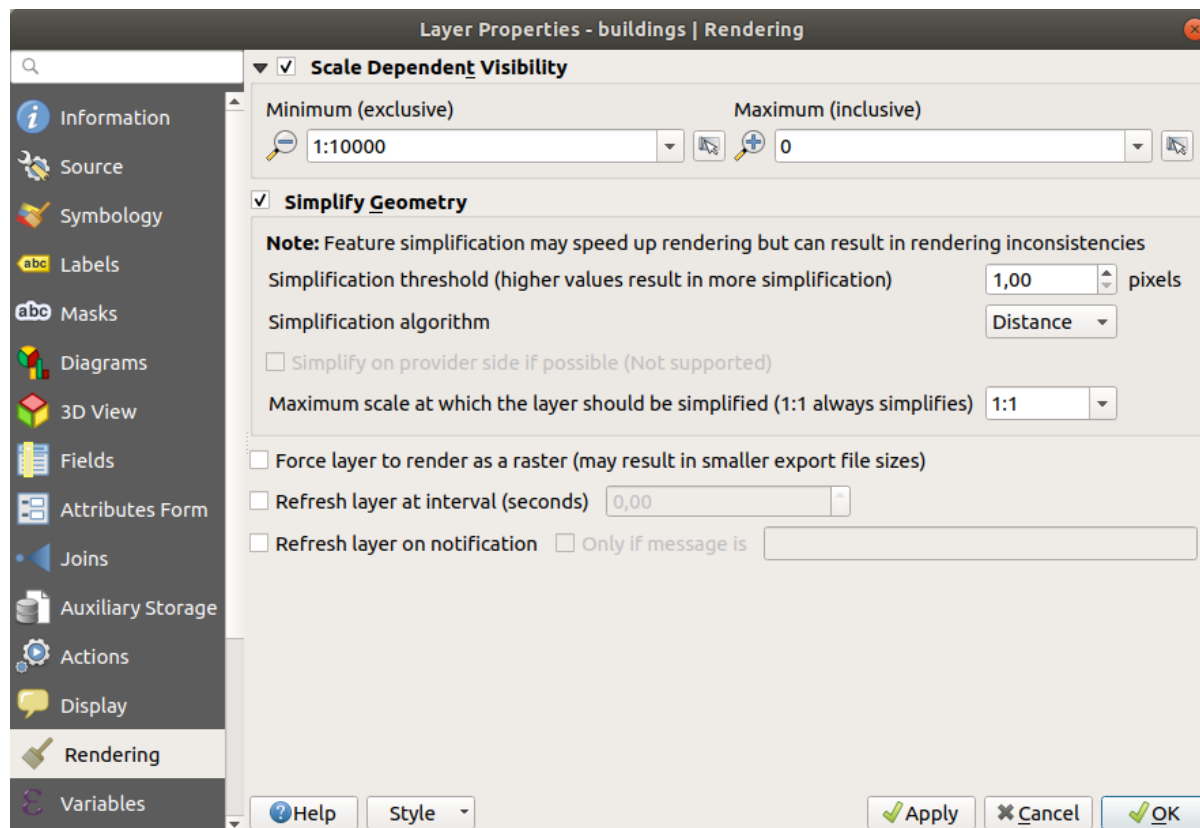 Layer Properties - buildings | Rendering
Information
Source
Symbology
abc Labels
abc Masks
Diagrams
3D View
Fields
Attributes Form
Joins
Auxiliary Storage
Actions
Display
Rendering
Variables
Scale Dependent Visibility
Minimum (exclusive) Maximum (inclusive)
1:10000 0
Simplify Geometry
Note: Feature simplification may speed up rendering but can result in rendering inconsistencies
Simplification threshold (higher values result in more simplification) 1,00 pixels
Simplification algorithm Distance
Simplify on provider side if possible (Not supported)
Maximum scale at which the layer should be simplified (1:1 always simplifies) 1:1
Force layer to render as a raster (may result in smaller export file sizes)
Refresh layer at interval (seconds) 0,00
Refresh layer on notification Only if message is
Help Style Apply Cancel OK